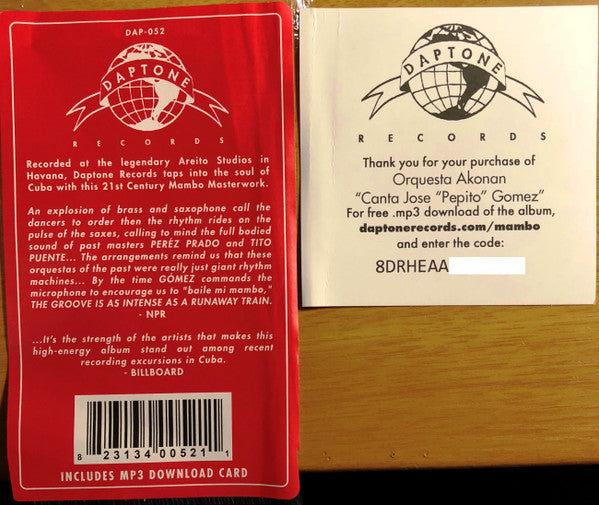 DAP-052
DAPTONE
RECORDS
Recorded at the legendary Areito Studios in
Havana, Daptone Records taps into the soul of
Cuba with this 21st Century Mambo Masterwork.
An explosion of brass and saxophone call the
dancers to order then the rhythm rides on the
pulse of the saxes, calling to mind the full bodied
sound of past masters PERÉZ PRADO and TITO
PUENTE... The arrangements remind us that these
orquestas of the past were really just giant rhythm
machines... By the time GÓMEZ commands the
microphone to encourage us to "baile mi mambo,"
THE GROOVE IS AS INTENSE AS A RUNAWAY TRAIN.
- NPR
...It's the strength of the artists that makes this
high-energy album stand out among recent
recording excursions in Cuba.
- BILLBOARD
8 23134 00521 1
INCLUDES MP3 DOWNLOAD CARD
DAPTONE
RECORDS
Thank you for your purchase of
Orquesta Akonan
"Canta Jose "Pepito" Gomez"
For free .mp3 download of the album,
daptonerecords.com/mambo
and enter the code:
8DRHEAA